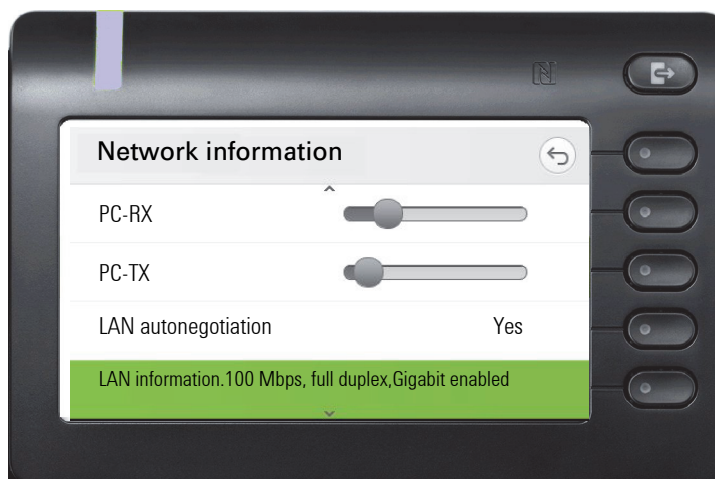 Network information
PC-RX
PC-TX
LAN autonegotiation Yes
LAN information.100 Mbps, full duplex,Gigabit enabled